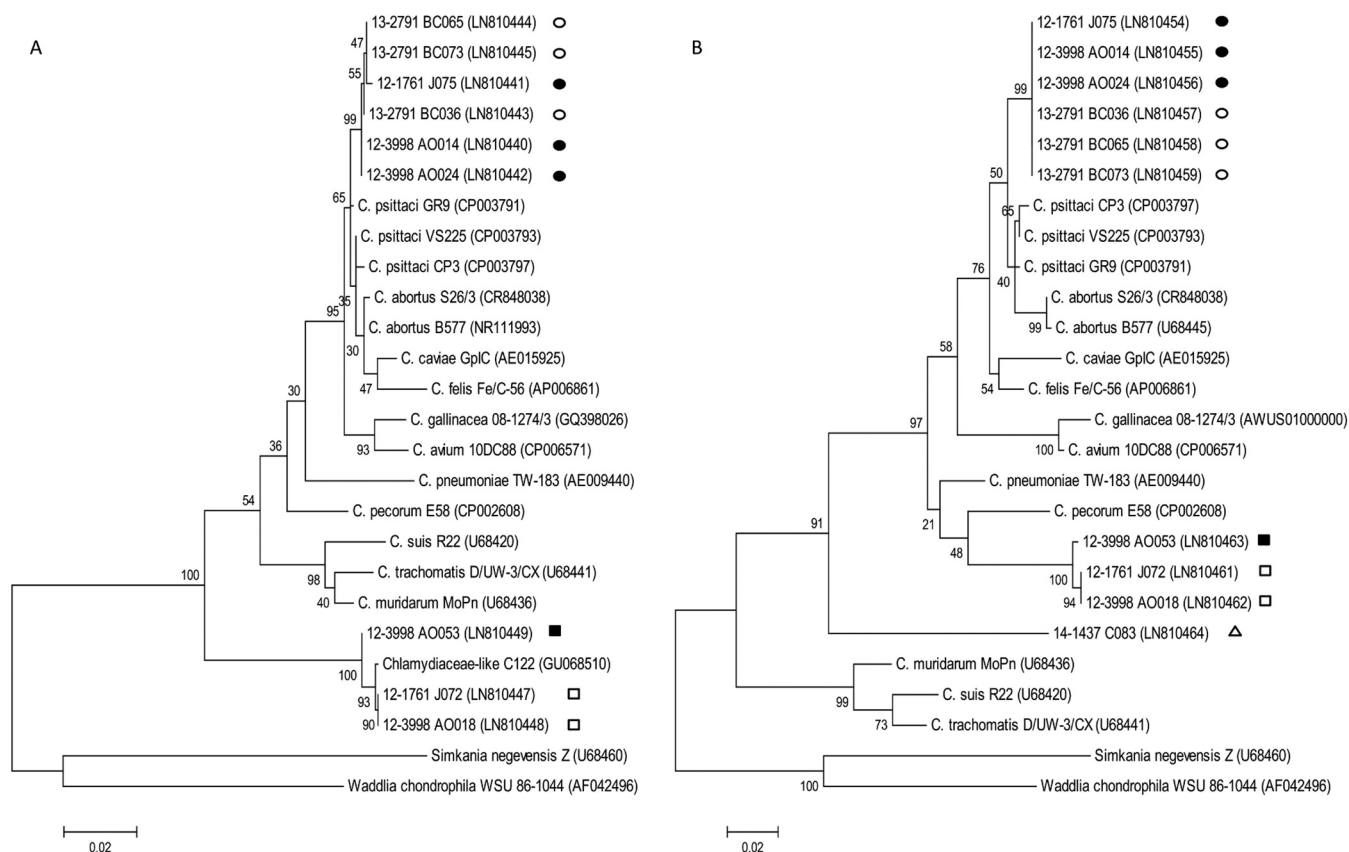 A
13-2791 BC065 (LN810444)
47
13-2791 BC073 (LN810445)
55
12-1761 J075 (LN810441)
13-2791 BC036 (LN810443)
99
12-3998 AO014 (LN810440)
12-3998 AO024 (LN810442)
65
C. psittaci GR9 (CP003791)
C. psittaci VS225 (CP003793)
C. psittaci CP3 (CP003797)
35
C. abortus S26/3 (CR848038)
95
C. abortus B577 (NR111993)
30
C. caviae GpIC (AE015925)
47
C. felis Fe/C-56 (AP006861)
30
C. gallinacea 08-1274/3 (GQ398026)
93
C. avium 10DC88 (CP006571)
36
C. pneumoniae TW-183 (AE009440)
54
C. pecorum E58 (CP002608)
C. suis R22 (U68420)
98
C. trachomatis D/UW-3/CX (U68441)
100
40
C. muridarum MoPn (U68436)
12-3998 AO053 (LN810449)
100
Chlamydiaceae-like C122 (GU068510)
93
12-1761 J072 (LN810447)
90
12-3998 AO018 (LN810448)
Simkania negevensis Z (U68460)
Waddlia chondrophila WSU 86-1044 (AF042496)
0.02
B
12-1761 J075 (LN810454)
12-3998 AO014 (LN810455)
99
12-3998 AO024 (LN810456)
13-2791 BC036 (LN810457)
13-2791 BC065 (LN810458)
50
13-2791 BC073 (LN810459)
65
C. psittaci CP3 (CP003797)
C. psittaci VS225 (CP003793)
76
C. psittaci GR9 (CP003791)
40
C. abortus S26/3 (CR848038)
99
C. abortus B577 (U68445)
58
C. caviae GpIC (AE015925)
54
C. felis Fe/C-56 (AP006861)
97
C. gallinacea 08-1274/3 (AWUS01000000)
100
C. avium 10DC88 (CP006571)
C. pneumoniae TW-183 (AE009440)
21
C. pecorum E58 (CP002608)
91
48
12-3998 AO053 (LN810463)
100
12-1761 J072 (LN810461)
94
12-3998 AO018 (LN810462)
14-1437 C083 (LN810464)
C. muridarum MoPn (U68436)
99
C. suis R22 (U68420)
73
C. trachomatis D/UW-3/CX (U68441)
Simkania negevensis Z (U68460)
100
Waddlia chondrophila WSU 86-1044 (AF042496)
0.02